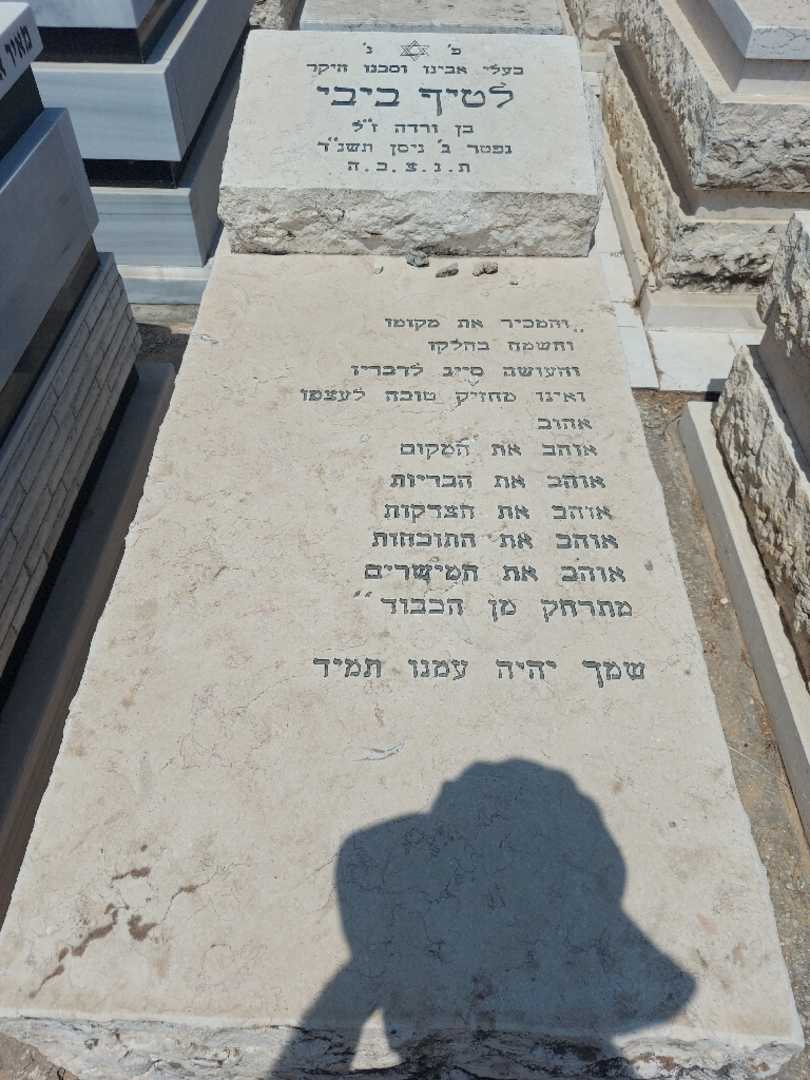 פ' נ'
בעלי אבינו וסבנו היקר
לטיף ביבי
בן ורדה ז"ל
נפטר ב' ניסן תשנ"ד
ת.נ.צ.ב.ה
"והמכיר את מקומו
והשמח בחלקו
והעושה סייג לדבריו
ואינו מחזיק טובה לעצמו
אהוב
אוהב את המקום
אוהב את הבריות
אוהב את הצדקות
אוהב את התוכחות
אוהב את המישרים
מתרחק מן הכבוד"
שמך יהיה עמנו תמיד
מאיר